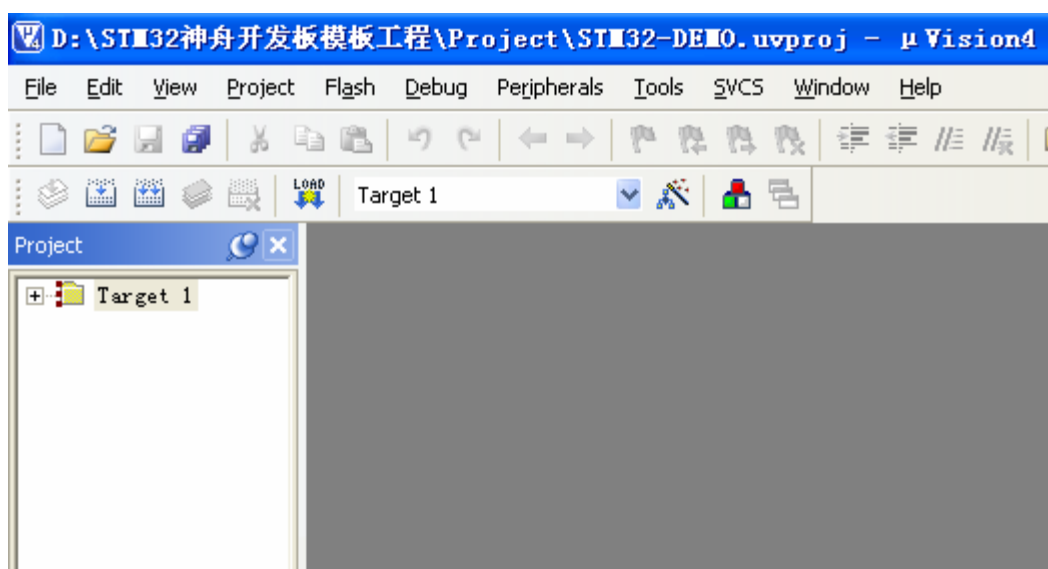 D:\STM32神舟开发板模板工程\Project\STM32-DEMO.uvproj - μVision4
File Edit View Project Flash Debug Peripherals Tools SVCS Window Help
LOAD Target 1
Project
Target 1